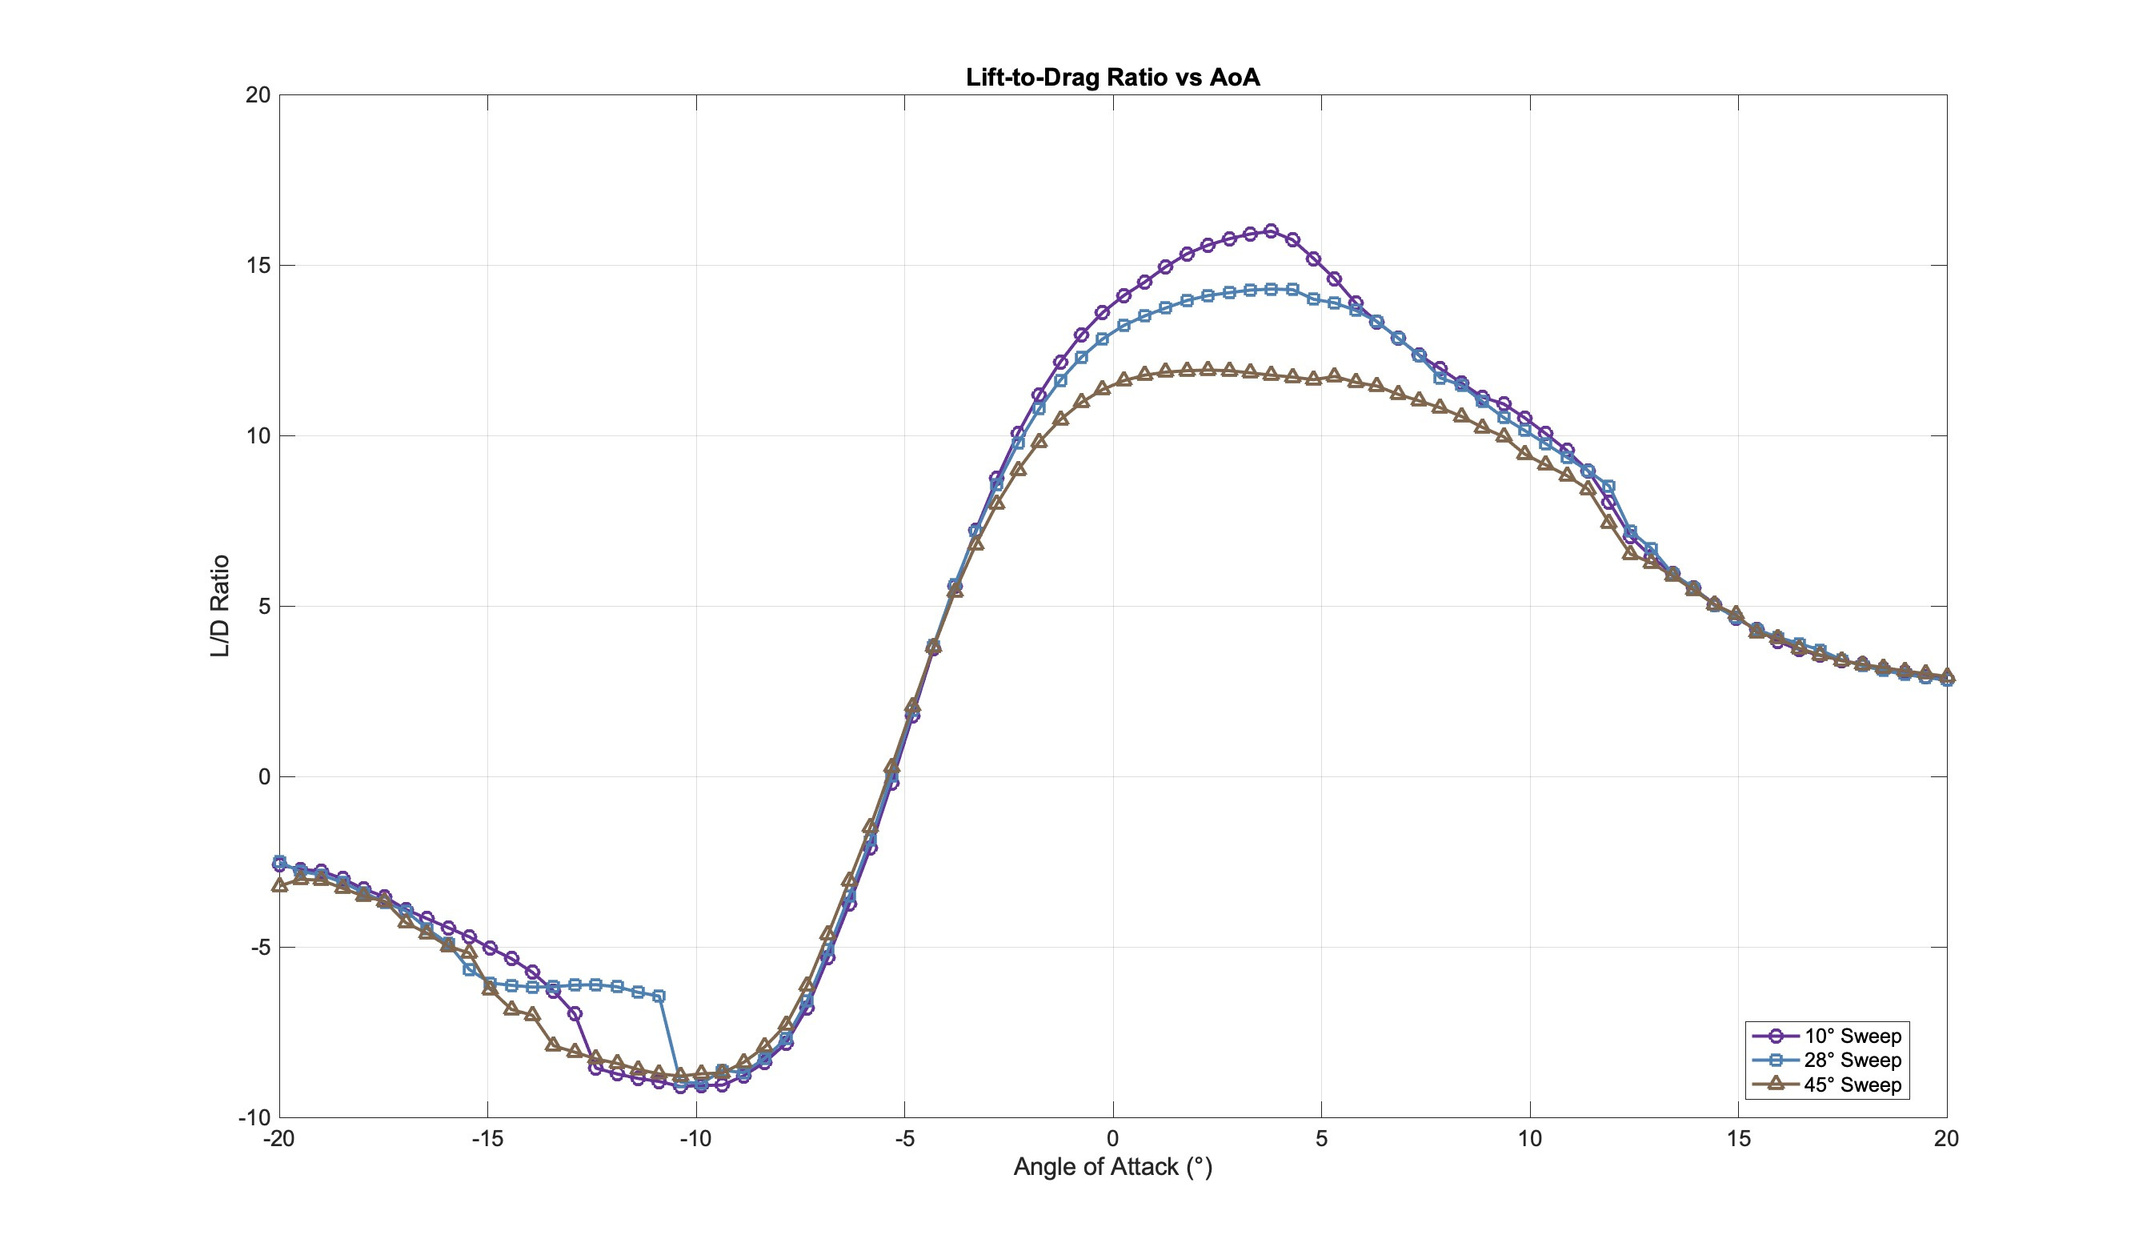 Lift-to-Drag Ratio vs AoA
20
15
10
5
0
-5
-10
L/D Ratio
-20 -15 -10 -5 0 5 10 15 20
Angle of Attack (°)
10° Sweep
28° Sweep
45° Sweep